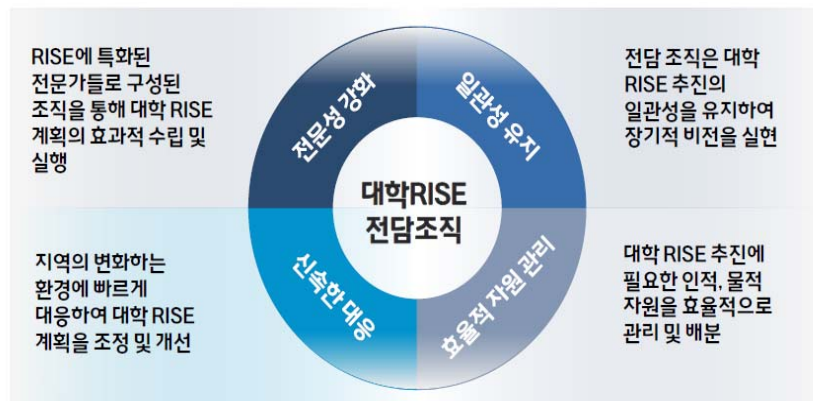 RISE에 특화된
전문가들로 구성된
조직을 통해 대학 RISE
계획의 효과적 수립 및
실행
전문성 강화
일관성 유지
전담 조직은 대학
RISE 추진의
일관성을 유지하여
장기적 비전을 실현
대학RISE
전담조직
지역의 변화하는
환경에 빠르게
대응하여 대학 RISE
계획을 조정 및 개선
신속한 대응
효율적 자원 관리
대학 RISE 추진에
필요한 인적, 물적
자원을 효율적으로
관리 및 배분